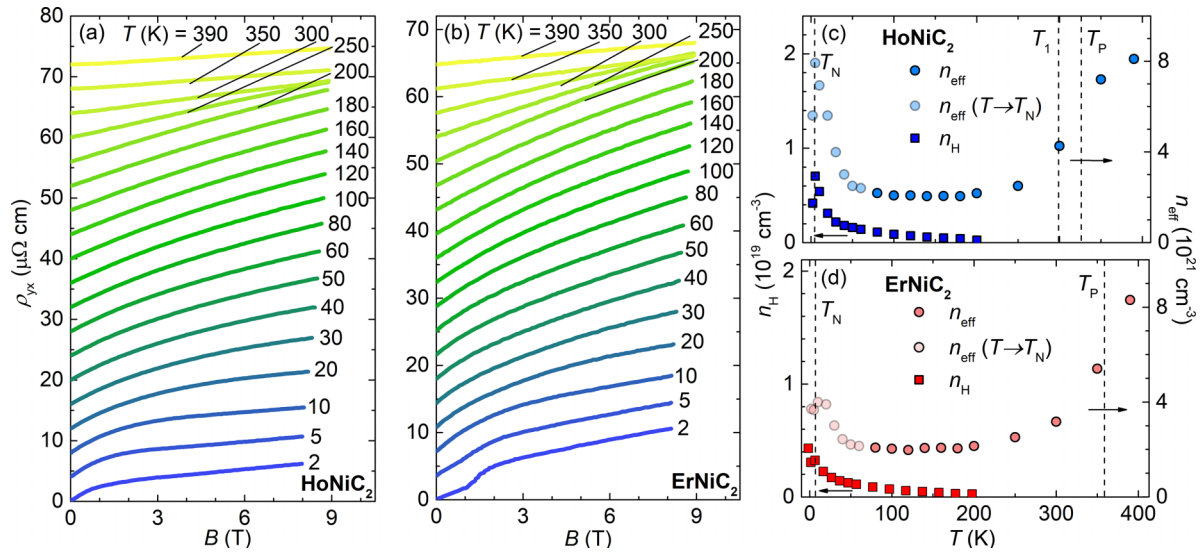 (a) T (K) = 390 350 300 250
200
180
160
140
120
100
80
60
50
40
30
20
10
5
2
HoNiC2
80
70
60
50
40
30
20
10
0
ρyx (μΩ cm)
0 3 6 9
B (T)
(b) T (K) = 390 350 300 250
200
180
160
140
120
100
80
60
50
40
30
20
10
5
2
ErNiC2
70
60
50
40
30
20
10
0
0 3 6 9
B (T)
(c) HoNiC2 T1 TP
TN
neff
neff (T→TN)
nH
2
1
0
8
4
0
(d) ErNiC2 TP
TN
neff
neff (T→TN)
nH
2
1
0
8
4
0
nH (10^19 cm-3)
neff (10^21 cm-3)
0 100 200 300 400
T (K)